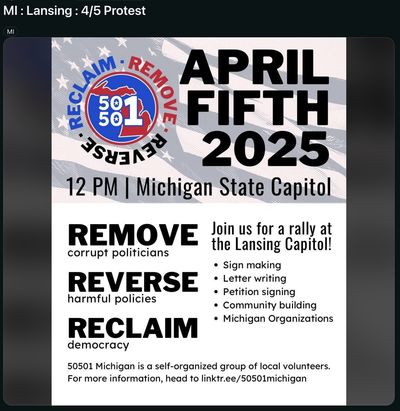 MI : Lansing : 4/5 Protest
MI
RECLAIM · REMOVE · REVERSE ·
50
50 1
APRIL
FIFTH
2025
12 PM | Michigan State Capitol
REMOVE
corrupt politicians
REVERSE
harmful policies
RECLAIM
democracy
Join us for a rally at
the Lansing Capitol!
• Sign making
• Letter writing
• Petition signing
• Community building
• Michigan Organizations
50501 Michigan is a self-organized group of local volunteers.
For more information, head to linktr.ee/50501michigan